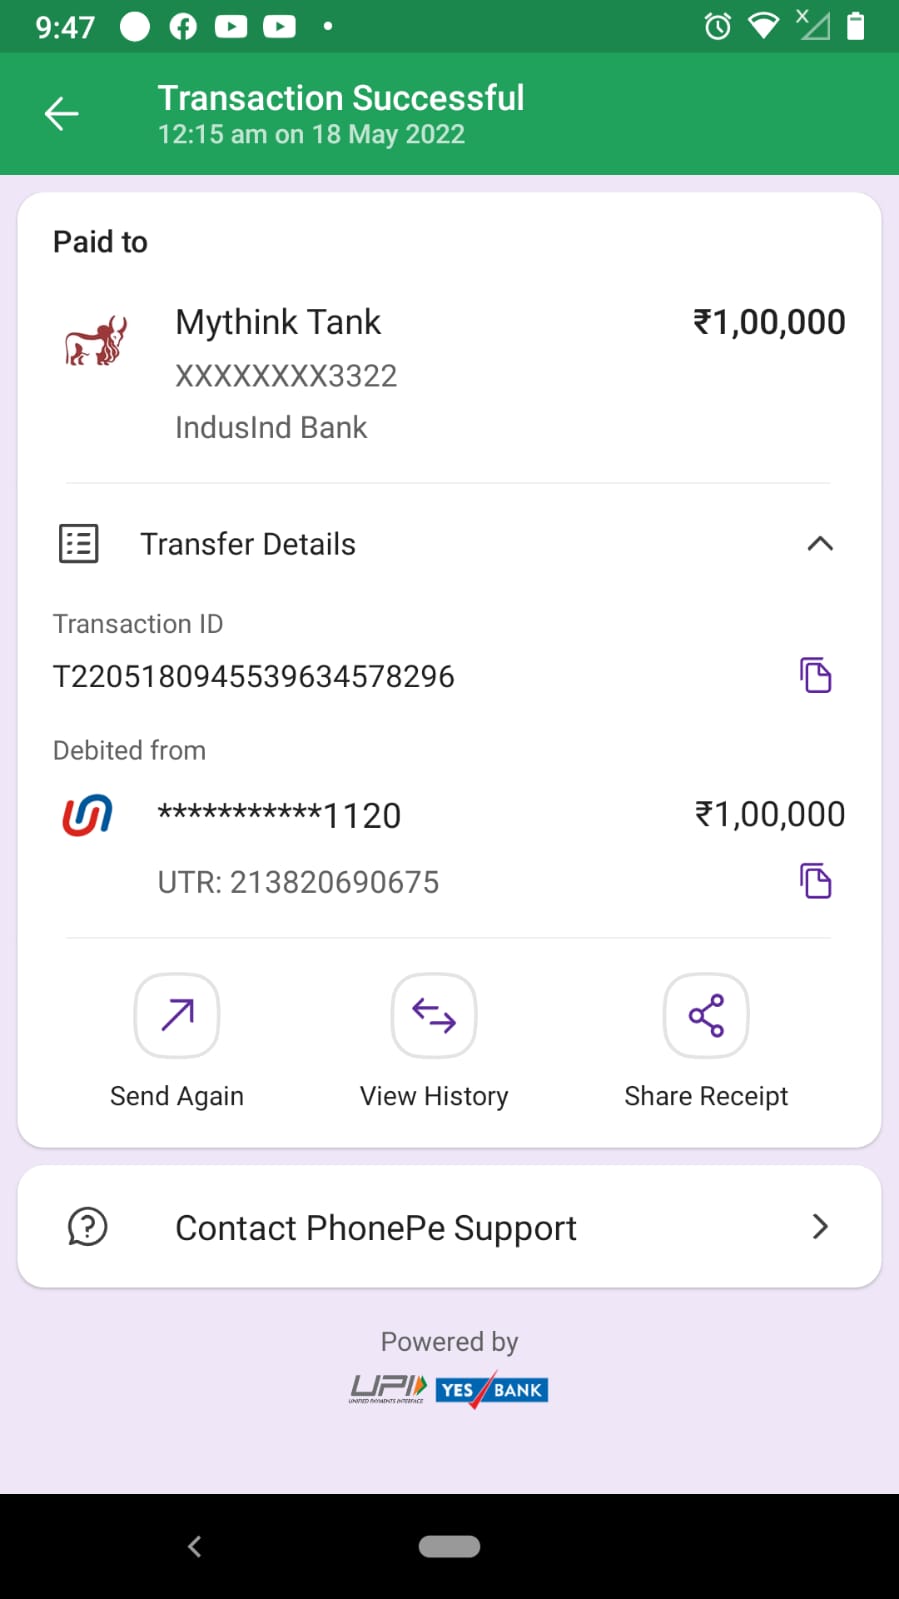 9:47
Transaction Successful
12:15 am on 18 May 2022
Paid to
Mythink Tank
₹1,00,000
XXXXXXXX3322
IndusInd Bank
Transfer Details
Transaction ID
T2205180945539634578296
Debited from
***********1120
₹1,00,000
UTR: 213820690675
Send Again
View History
Share Receipt
Contact PhonePe Support
Powered by
UPI
UNIFIED PAYMENTS INTERFACE
YES BANK